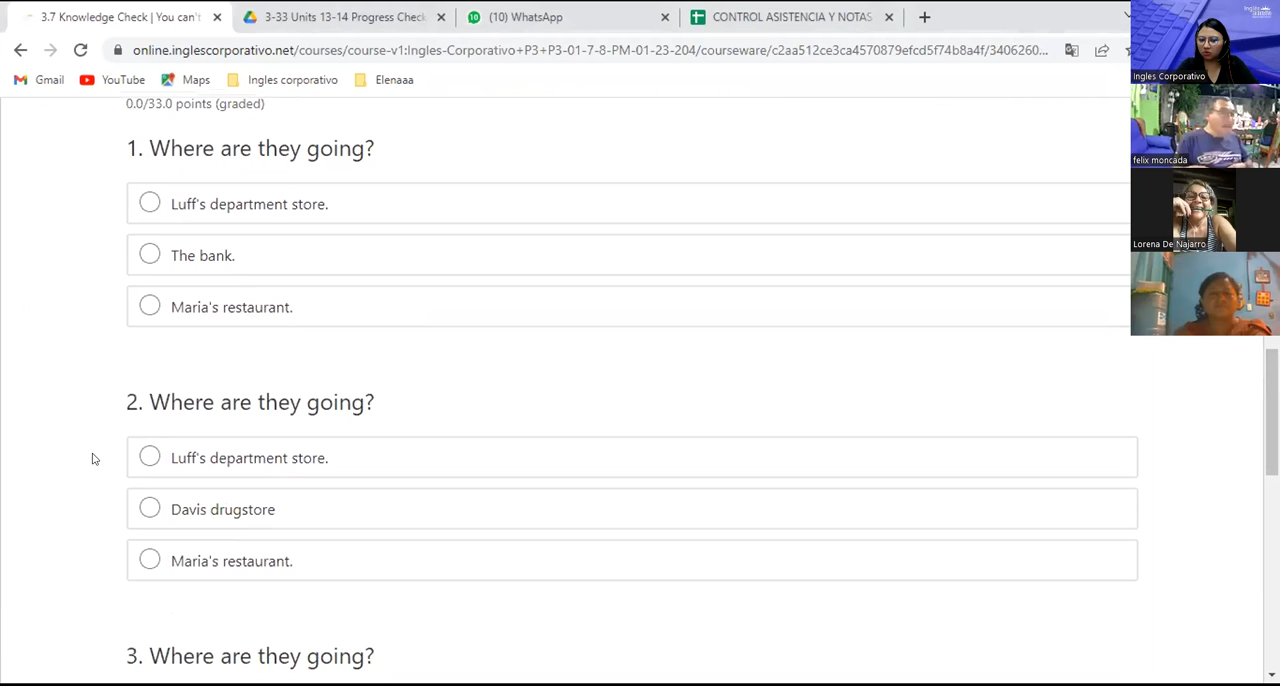 3.7 Knowledge Check | You can't
3-33 Units 13-14 Progress Check
(10) WhatsApp
CONTROL ASISTENCIA Y NOTAS
online.inglescorporativo.net/courses/course-v1:Ingles-Corporativo+P3+P3-01-7-8-PM-01-23-204/courseware/c2aa512ce3ca4570879efcd5f74b8a4f/3406260...
Gmail
YouTube
Maps
Ingles corporativo
Elenaaa
Ingles Corporativo
felix moncada
Lorena De Najarro
0.0/33.0 points (graded)
1. Where are they going?
Luff's department store.
The bank.
Maria's restaurant.
2. Where are they going?
Luff's department store.
Davis drugstore
Maria's restaurant.
3. Where are they going?